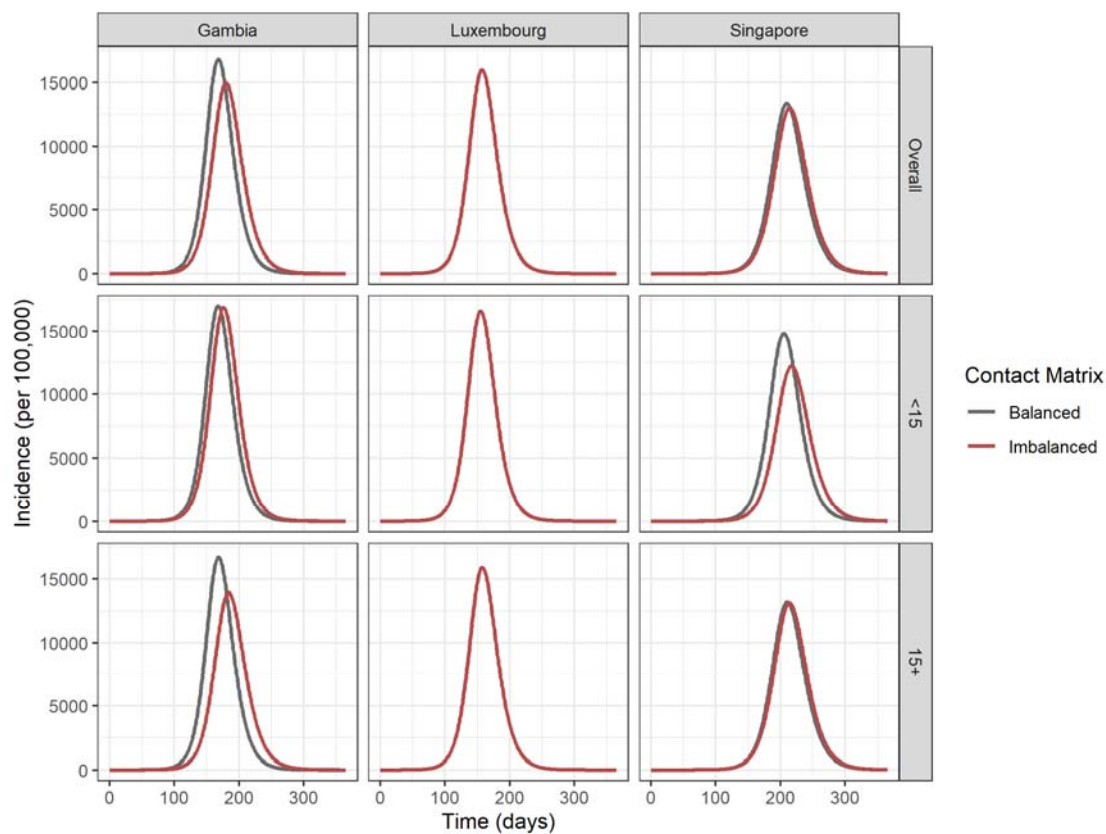 Gambia
Luxembourg
Singapore
15000
10000
5000
0
Overall
15000
10000
5000
0
<15
15000
10000
5000
0
15+
Incidence (per 100,000)
0
100
200
300
0
100
200
300
0
100
200
300
Time (days)
Contact Matrix
Balanced
Imbalanced